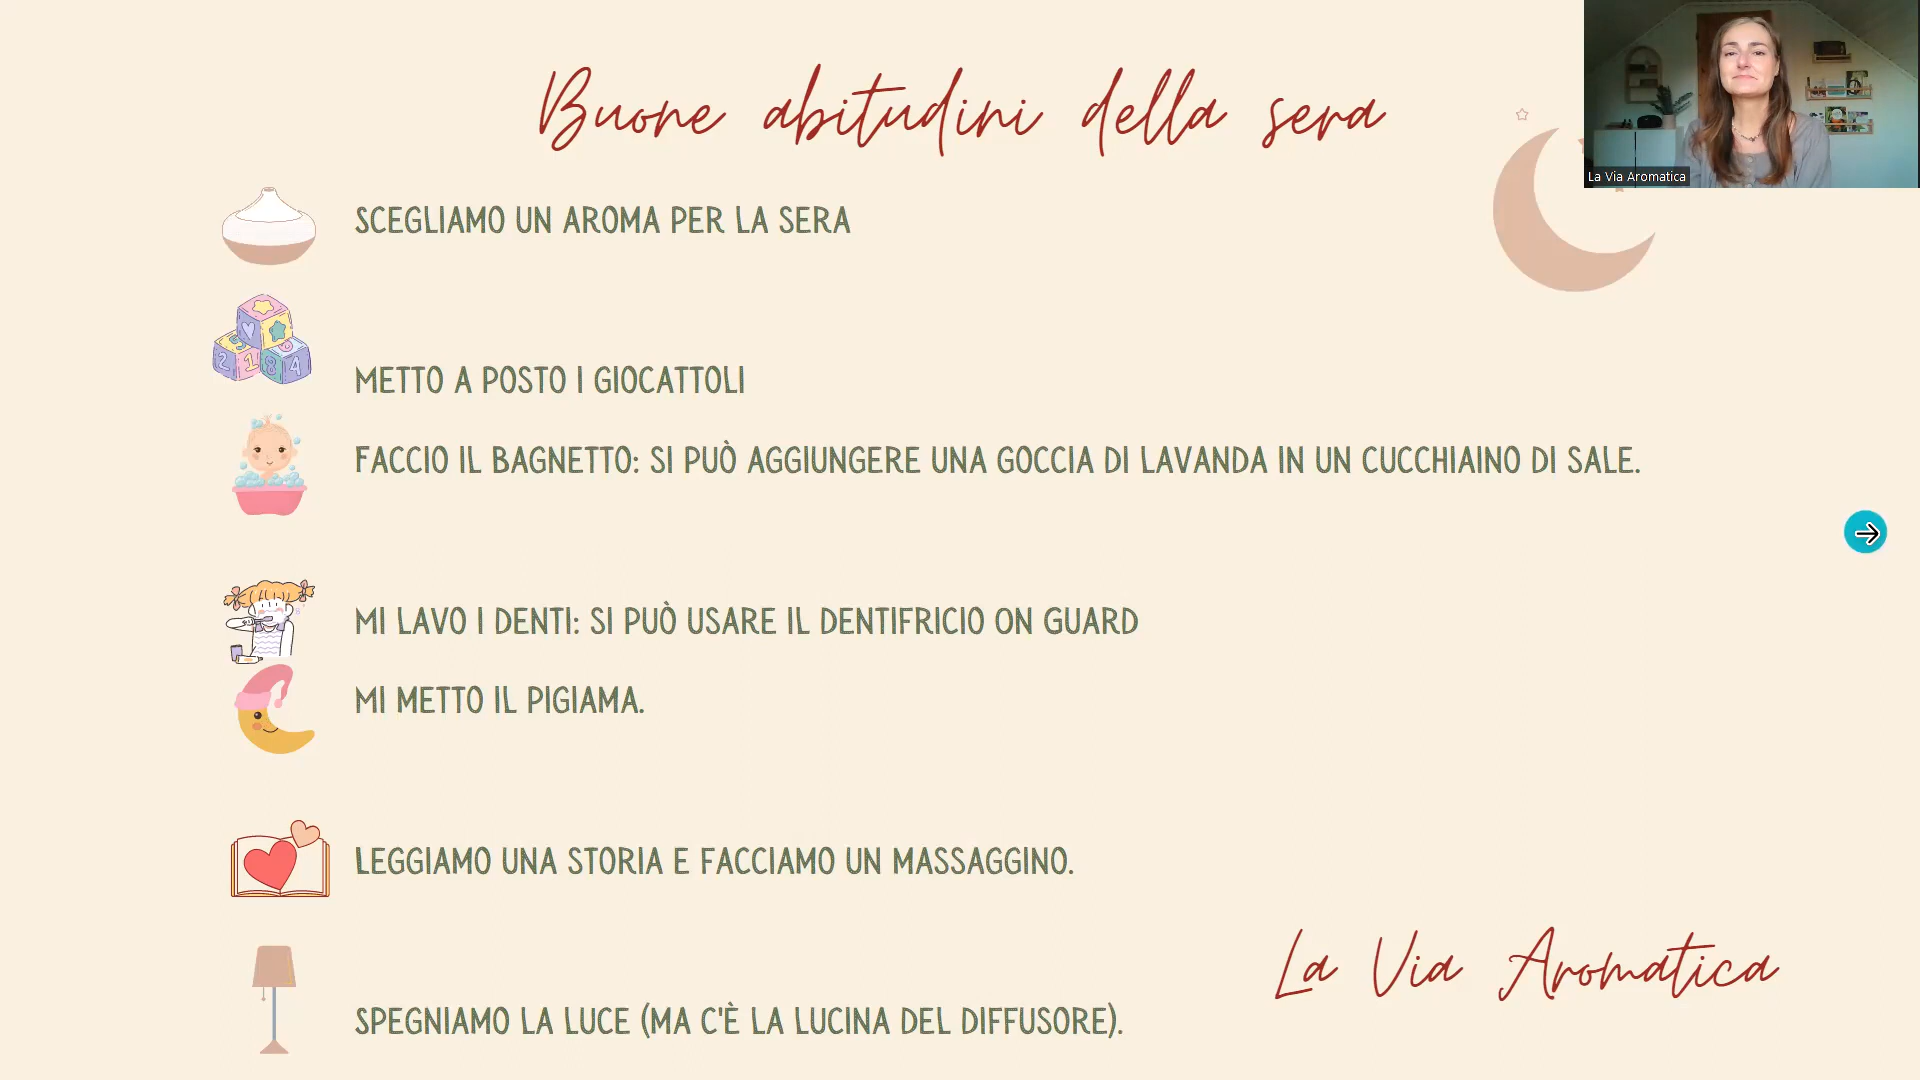 Buone abitudini della sera
La Via Aromatica
SCEGLIAMO UN AROMA PER LA SERA
METTO A POSTO I GIOCATTOLI
FACCIO IL BAGNETTO: SI PUÒ AGGIUNGERE UNA GOCCIA DI LAVANDA IN UN CUCCHIAINO DI SALE.
MI LAVO I DENTI: SI PUÒ USARE IL DENTIFRICIO ON GUARD
MI METTO IL PIGIAMA.
LEGGIAMO UNA STORIA E FACCIAMO UN MASSAGGINO.
La Via Aromatica
SPEGNIAMO LA LUCE (MA C'È LA LUCINA DEL DIFFUSORE).